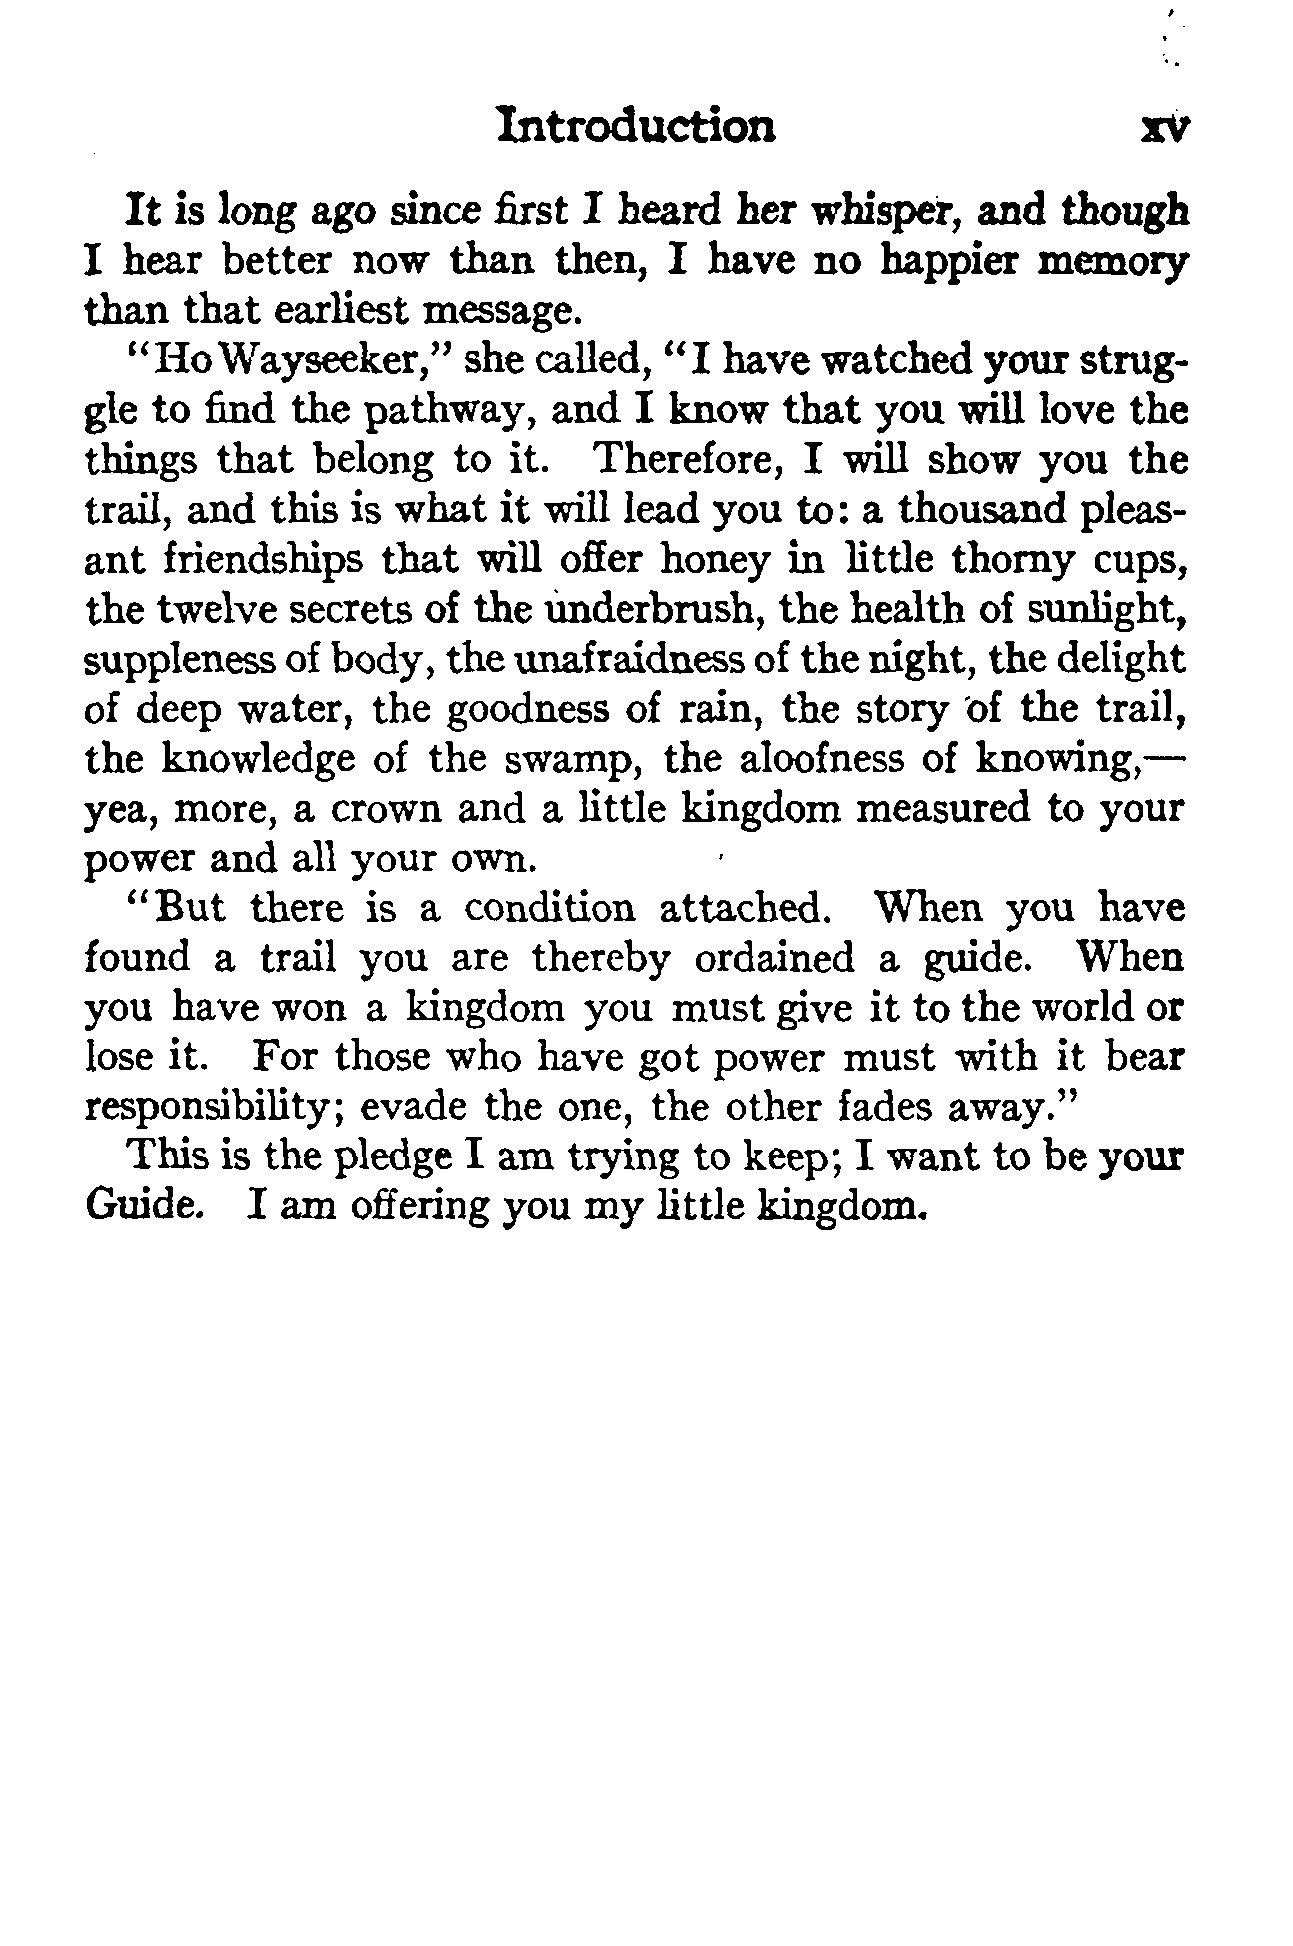 Introduction xv
It is long ago since first I heard her whisper, and though
I hear better now than then, I have no happier memory
than that earliest message.
“Ho Wayseeker,” she called, “I have watched your strug-
gle to find the pathway, and I know that you will love the
things that belong to it. Therefore, I will show you the
trail, and this is what it will lead you to: a thousand pleas-
ant friendships that will offer honey in little thorny cups,
the twelve secrets of the underbrush, the health of sunlight,
suppleness of body, the unafraidness of the night, the delight
of deep water, the goodness of rain, the story of the trail,
the knowledge of the swamp, the aloofness of knowing,—
yea, more, a crown and a little kingdom measured to your
power and all your own.
“But there is a condition attached. When you have
found a trail you are thereby ordained a guide. When
you have won a kingdom you must give it to the world or
lose it. For those who have got power must with it bear
responsibility; evade the one, the other fades away.”
This is the pledge I am trying to keep; I want to be your
Guide. I am offering you my little kingdom.